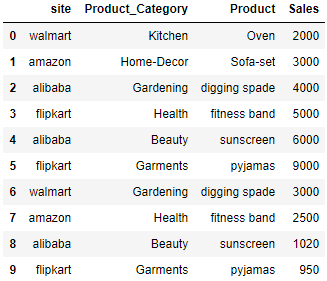 site Product_Category Product Sales
0 walmart Kitchen Oven 2000
1 amazon Home-Decor Sofa-set 3000
2 alibaba Gardening digging spade 4000
3 flipkart Health fitness band 5000
4 alibaba Beauty sunscreen 6000
5 flipkart Garments pyjamas 9000
6 walmart Gardening digging spade 3000
7 amazon Health fitness band 2500
8 alibaba Beauty sunscreen 1020
9 flipkart Garments pyjamas 950